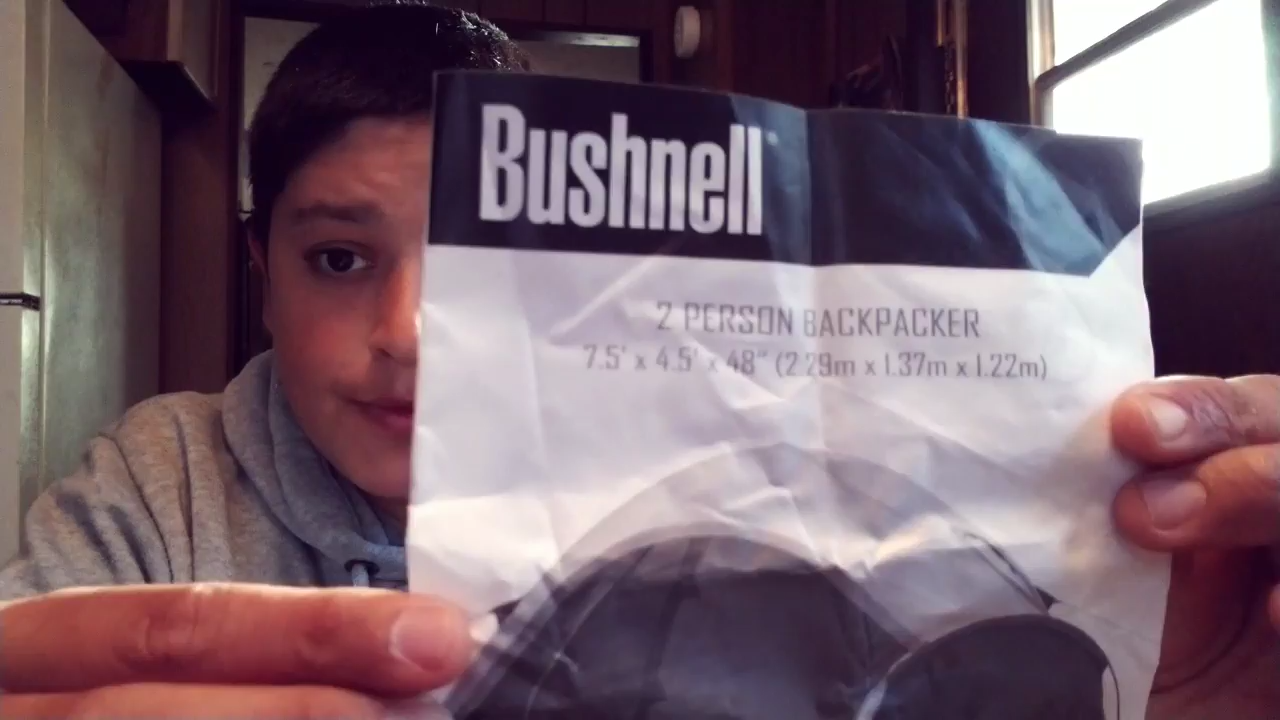 Bushnell
2 PERSON BACKPACKER
7.5' x 4.5' x 48" (2.29m x 1.37m x 1.22m)